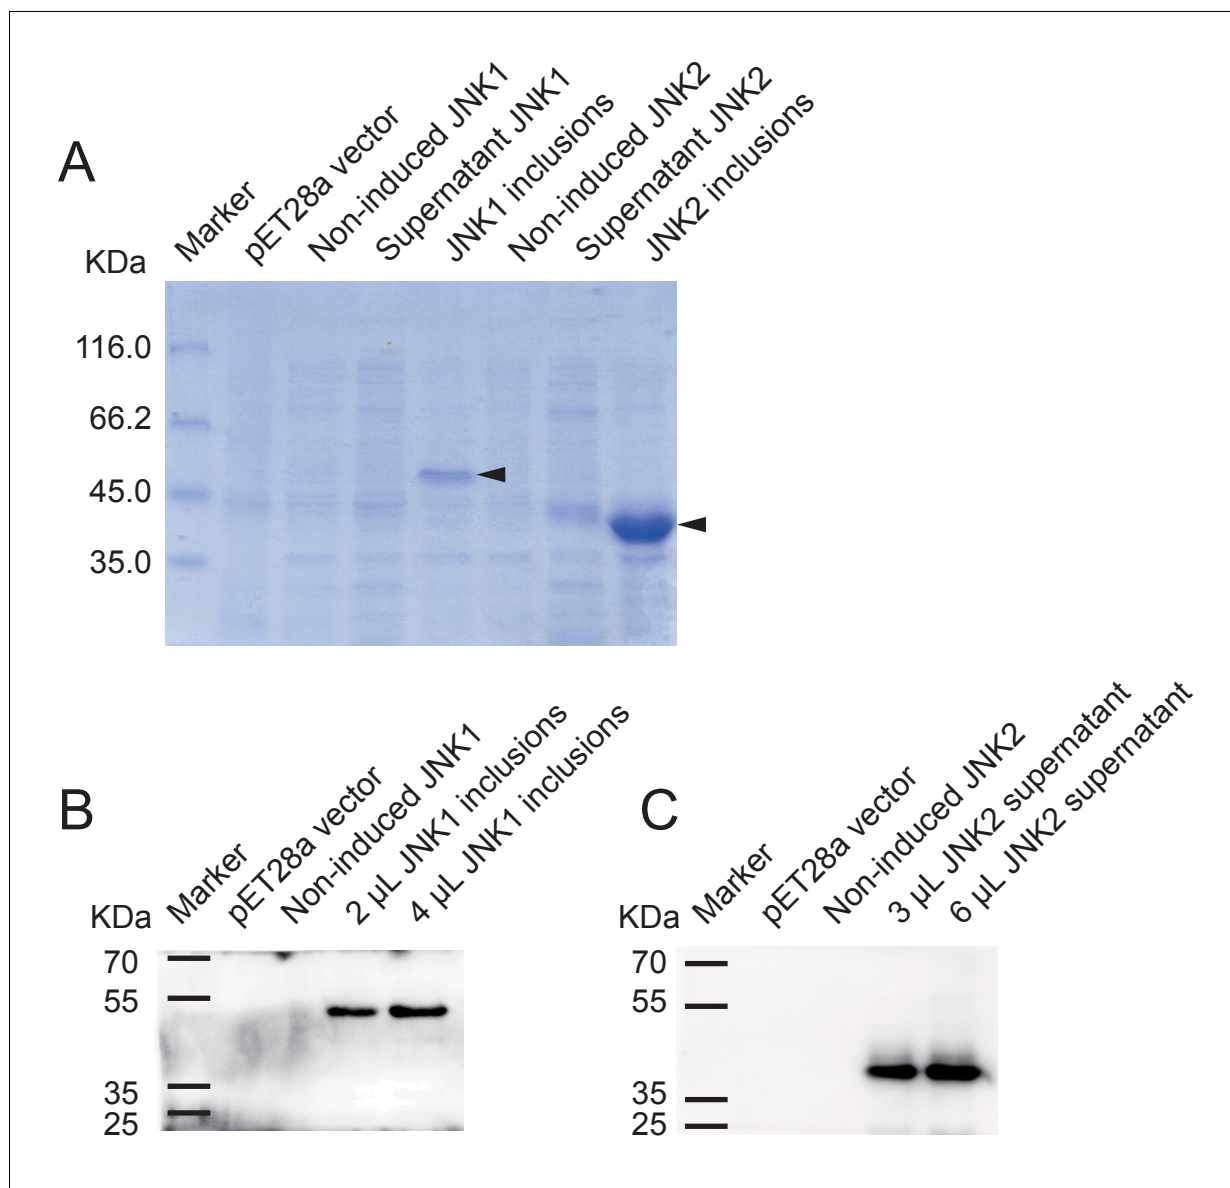 A
Marker
pET28a vector
Non-induced JNK1
Supernatant JNK1
JNK1 inclusions
Non-induced JNK2
Supernatant JNK2
JNK2 inclusions
KDa
116.0
66.2
45.0
35.0
B
Marker
pET28a vector
Non-induced JNK1
2 µL JNK1 inclusions
4 µL JNK1 inclusions
KDa
70
55
35
25
C
Marker
pET28a vector
Non-induced JNK2
3 µL JNK2 supernatant
6 µL JNK2 supernatant
KDa
70
55
35
25